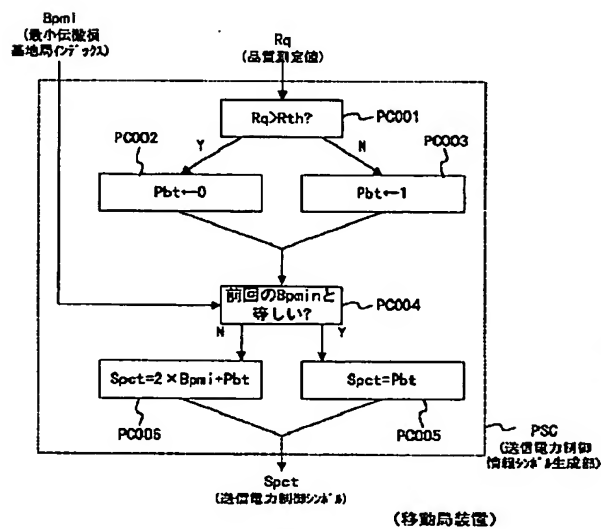 Bpmi
(最小伝搬損
基地局インデックス)
Rq
(品質測定値)
Rq>Rth?
PC001
PC002
Y
N
PC003
Pbt←0
Pbt←1
前回のBpminと
等しい?
PC004
N
Y
Spct=2×Bpmi+Pbt
Spct=Pbt
PC006
PC005
PSC
(送信電力制御
情報シンボル生成部)
Spct
(送信電力制御シンボル)
(移動局装置)